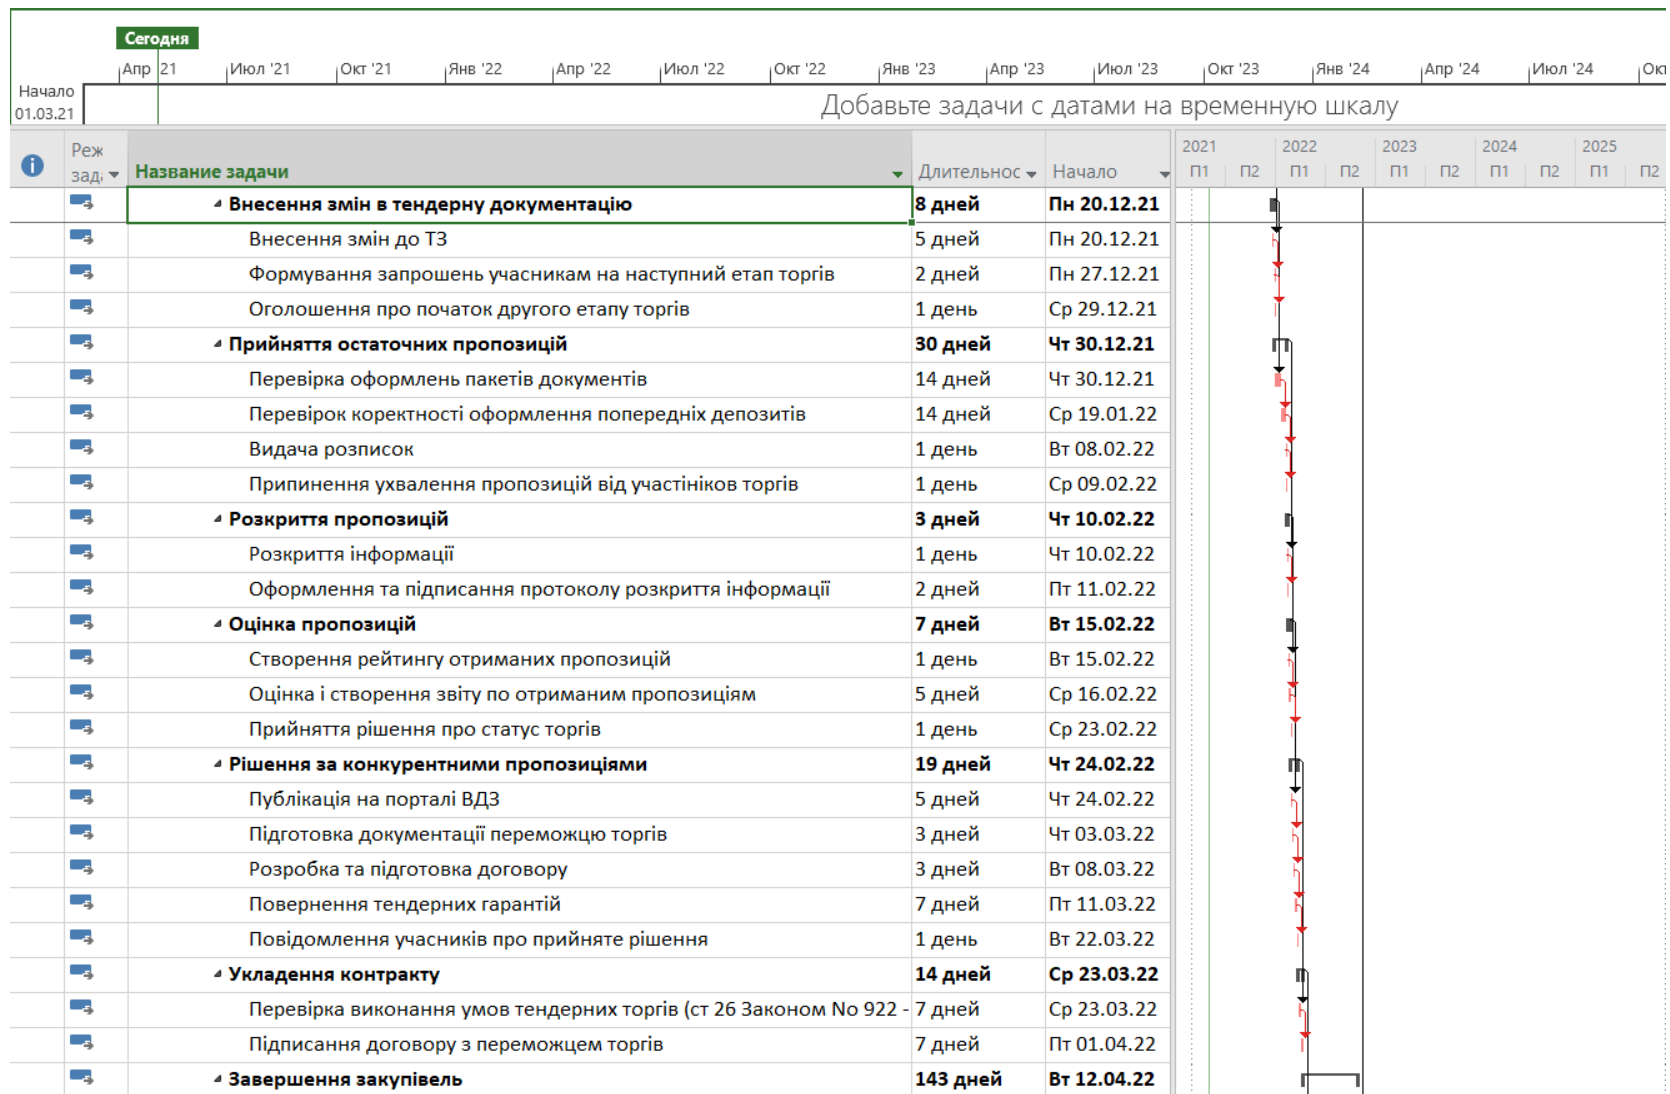 Сегодня
Апр '21 Июл '21 Окт '21 Янв '22 Апр '22 Июл '22 Окт '22 Янв '23 Апр '23 Июл '23 Окт '23 Янв '24 Апр '24 Июл '24 Окт
Начало
01.03.21
Добавьте задачи с датами на временную шкалу
Реж
зада
Название задачи Длительнос Начало
2021 2022 2023 2024 2025
П1 П2 П1 П2 П1 П2 П1 П2 П1 П2
Внесення змін в тендерну документацію 8 дней Пн 20.12.21
Внесення змін до ТЗ 5 дней Пн 20.12.21
Формування запрошень учасникам на наступний етап торгів 2 дней Пн 27.12.21
Оголошення про початок другого етапу торгів 1 день Ср 29.12.21
Прийняття остаточних пропозицій 30 дней Чт 30.12.21
Перевірка оформлень пакетів документів 14 дней Чт 30.12.21
Перевірок коректності оформлення попередніх депозитів 14 дней Ср 19.01.22
Видача розписок 1 день Вт 08.02.22
Припинення ухвалення пропозицій від участініков торгів 1 день Ср 09.02.22
Розкриття пропозицій 3 дней Чт 10.02.22
Розкриття інформації 1 день Чт 10.02.22
Оформлення та підписання протоколу розкриття інформації 2 дней Пт 11.02.22
Оцінка пропозицій 7 дней Вт 15.02.22
Створення рейтингу отриманих пропозицій 1 день Вт 15.02.22
Оцінка і створення звіту по отриманим пропозиціям 5 дней Ср 16.02.22
Прийняття рішення про статус торгів 1 день Ср 23.02.22
Рішення за конкурентними пропозиціями 19 дней Чт 24.02.22
Публікація на порталі ВДЗ 5 дней Чт 24.02.22
Підготовка документації переможцю торгів 3 дней Чт 03.03.22
Розробка та підготовка договору 3 дней Вт 08.03.22
Повернення тендерних гарантій 7 дней Пт 11.03.22
Повідомлення учасників про прийняте рішення 1 день Вт 22.03.22
Укладення контракту 14 дней Ср 23.03.22
Перевірка виконання умов тендерних торгів (ст 26 Законом No 922 - 7 дней Ср 23.03.22
Підписання договору з переможцем торгів 7 дней Пт 01.04.22
Завершення закупівель 143 дней Вт 12.04.22